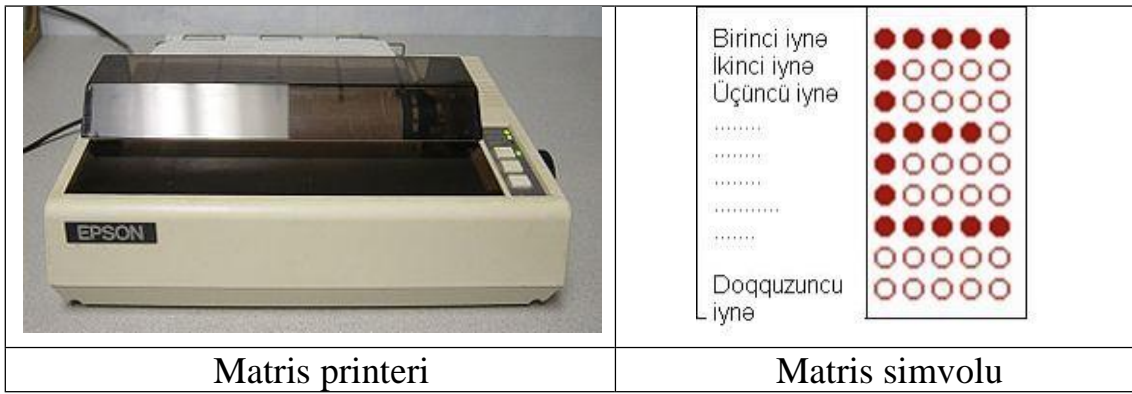 EPSON
Birinci iynə
İkinci iynə
Üçüncü iynə
........
........
........
...........
.......
Doqquzuncu
iynə
Matris printeri
Matris simvolu